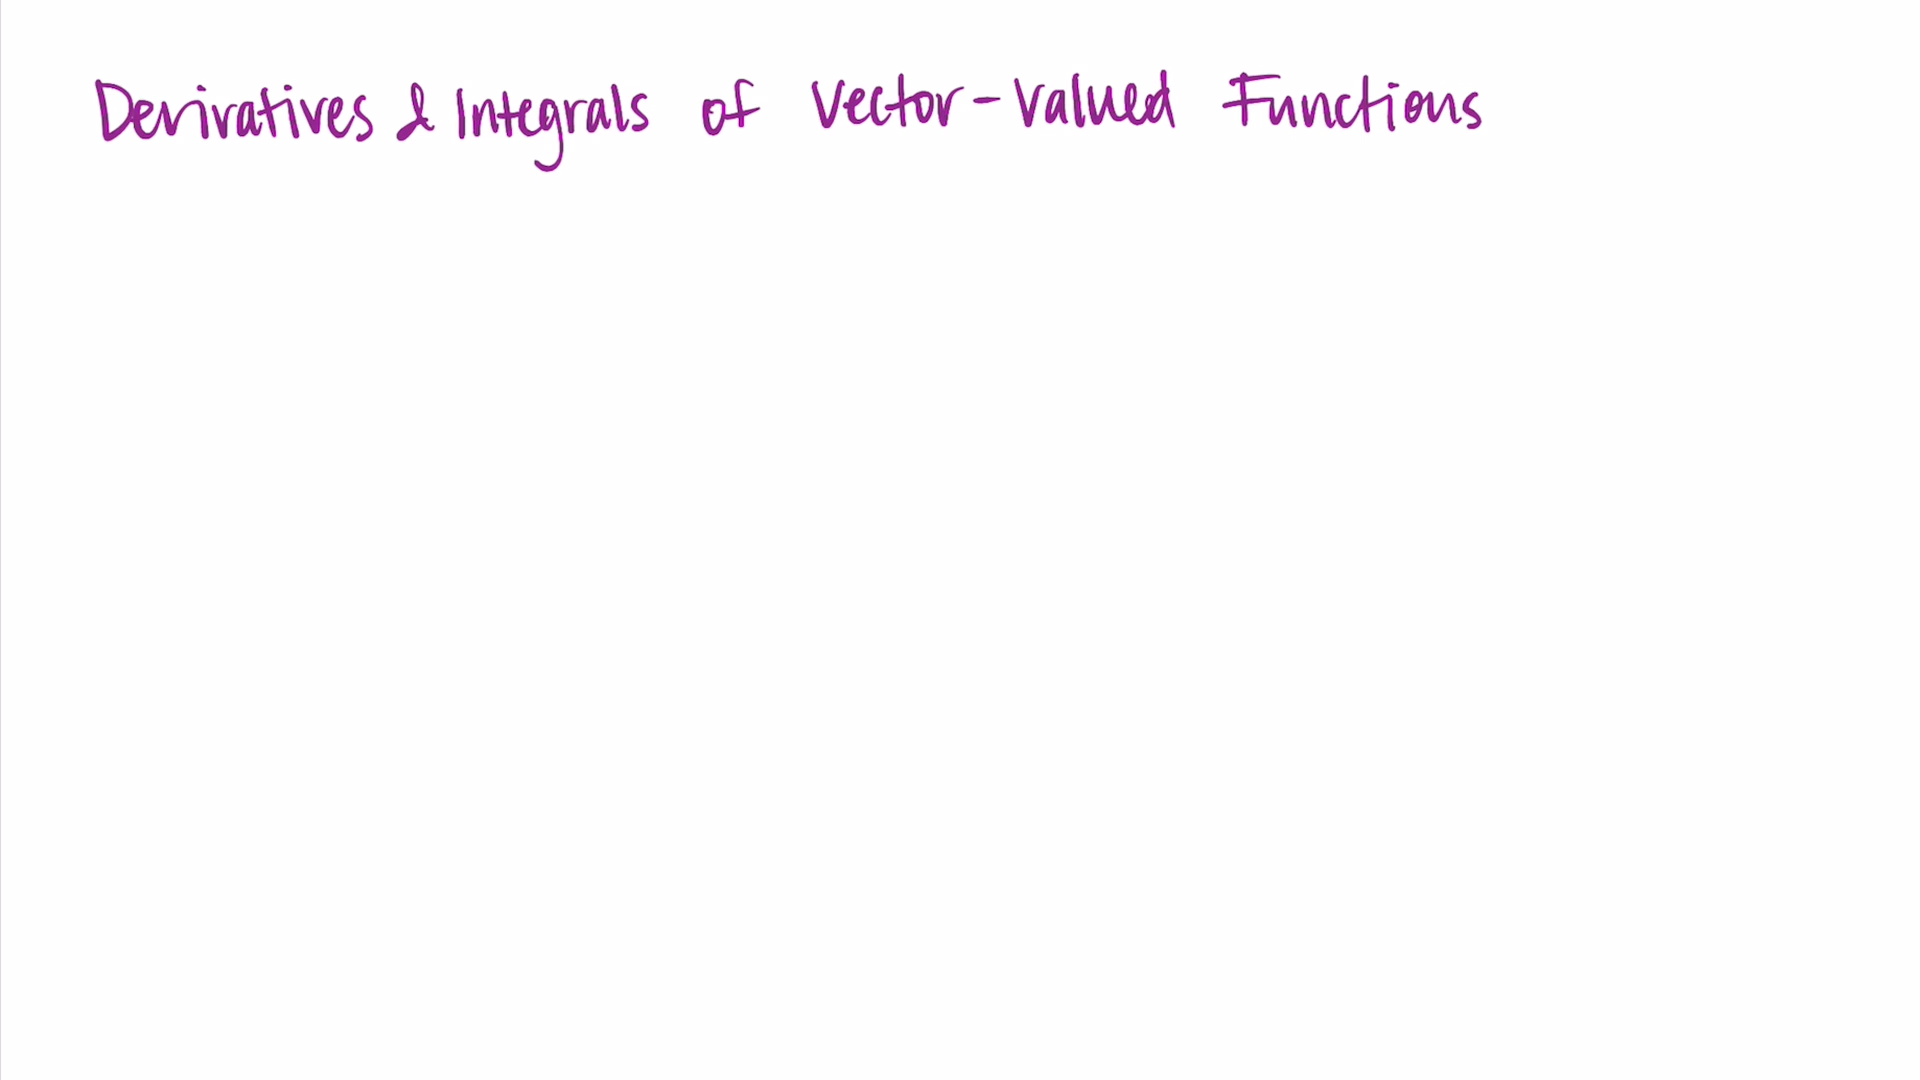 Derivatives & Integrals of Vector-Valued Functions